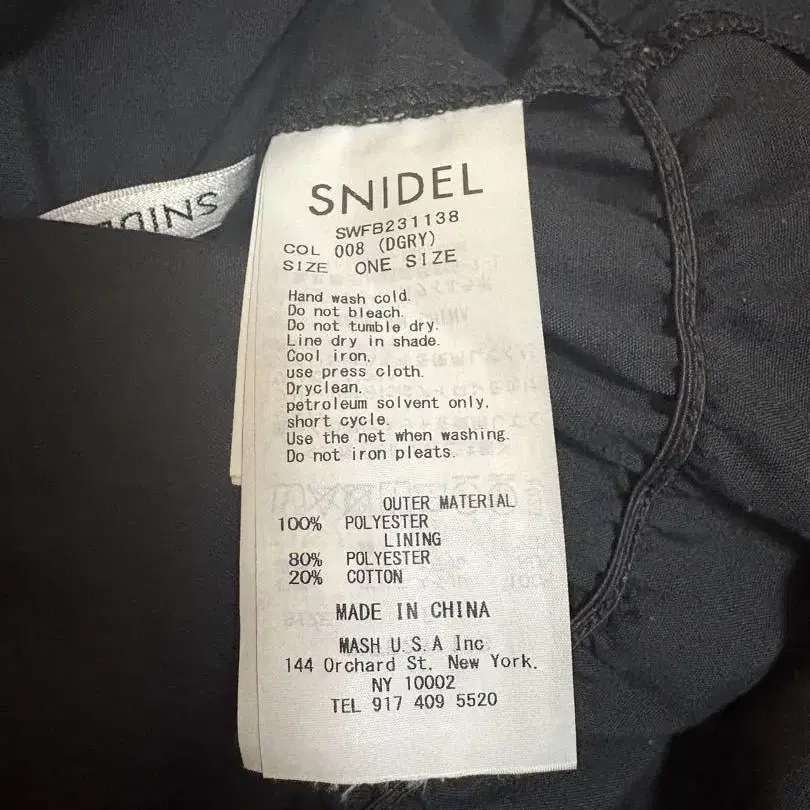 SNIDEL
SWFB231138
COL 008 (DGRY)
SIZE ONE SIZE
Hand wash cold.
Do not bleach.
Do not tumble dry.
Line dry in shade.
Cool iron.
use press cloth.
Dryclean.
petroleum solvent only.
short cycle.
Use the net when washing.
Do not iron pleats.
OUTER MATERIAL
100% POLYESTER
LINING
80% POLYESTER
20% COTTON
MADE IN CHINA
MASH U.S.A Inc
144 Orchard St. New York.
NY 10002
TEL 917 409 5520